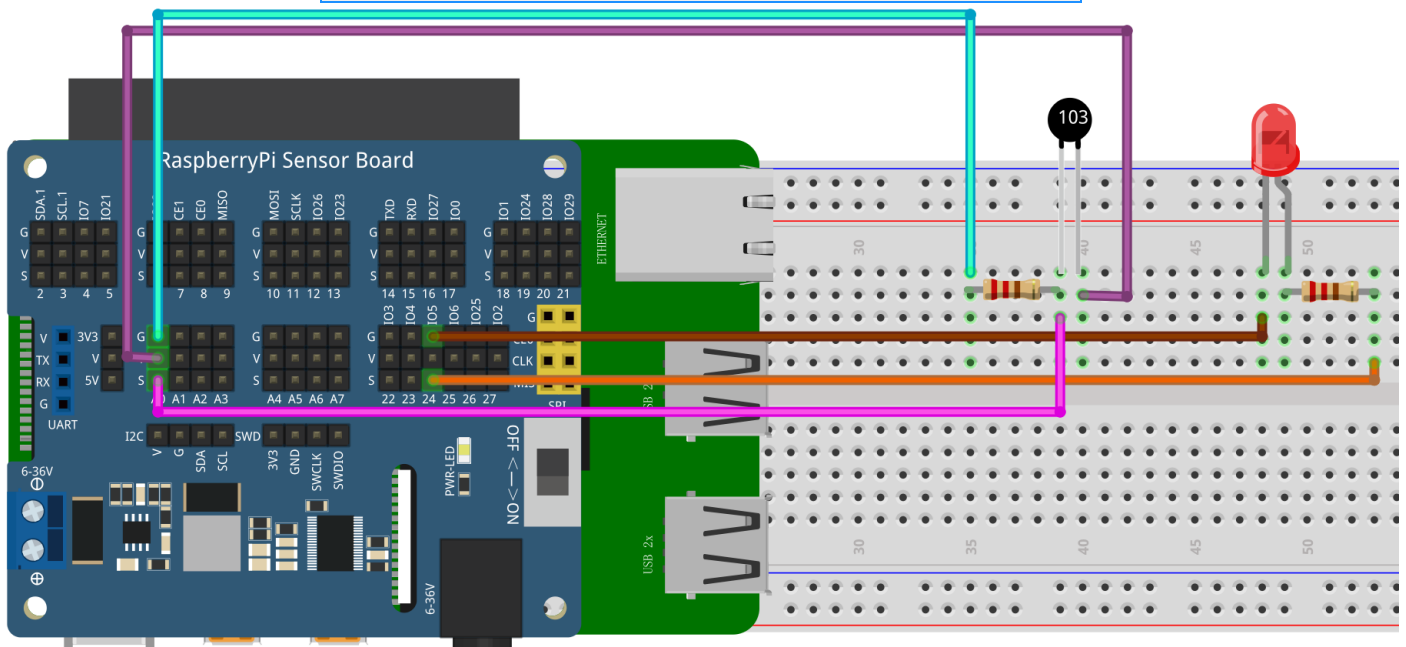 103
RaspberryPi Sensor Board
SDA.1 SCL.1 IO7 IO21 CE1 CE0 MISO MOSI SCLK IO26 IO23 TXD RXD IO27 IO0 IO1 IO24 IO28 IO29
G G G G G
V V V V V
S S S S S
2 3 4 5 7 8 9 10 11 12 13 14 15 16 17 18 19 20 21
ETHERNET
30 40 45 50
IO3 IO4 IO5 IO6 IO25 IO2
G
V 3V3 G G G
TX V V V CLK
RX 5V S S S
G A1 A2 A3 A4 A5 A6 A7 22 23 24 25 26 27
UART
I2C SWD
V G SDA SCL 3V3 GND SWCLK SWDIO
PWR-LED
OFF ON
6-36V
6-36V
USB 2x
30 35 40 45 50